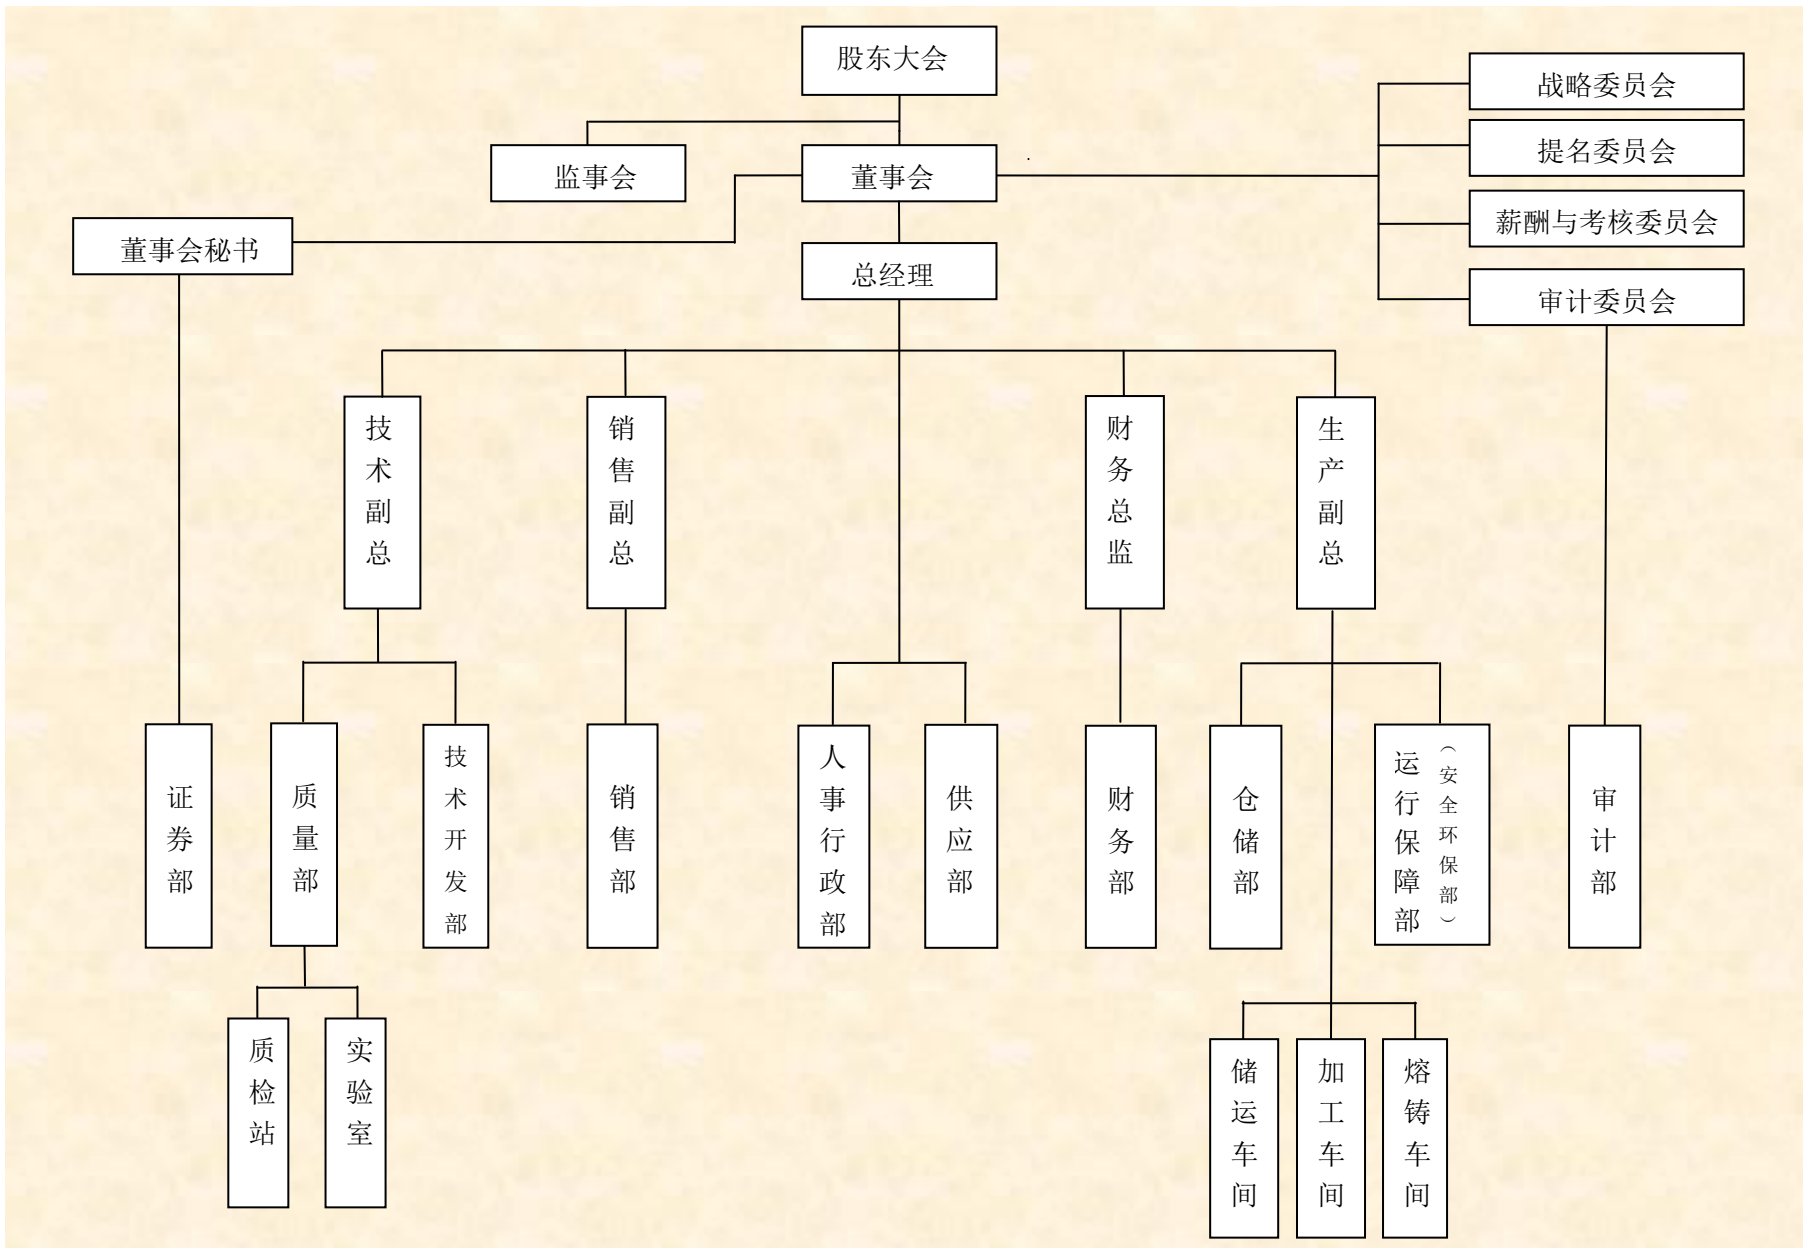 股东大会
战略委员会
提名委员会
监事会
董事会
薪酬与考核委员会
董事会秘书
总经理
审计委员会
技术副总
销售副总
财务总监
生产副总
证券部
质量部
技术开发部
销售部
人事行政部
供应部
财务部
仓储部
运行保障部
（安全环保部）
审计部
质检站
实验室
储运车间
加工车间
熔铸车间